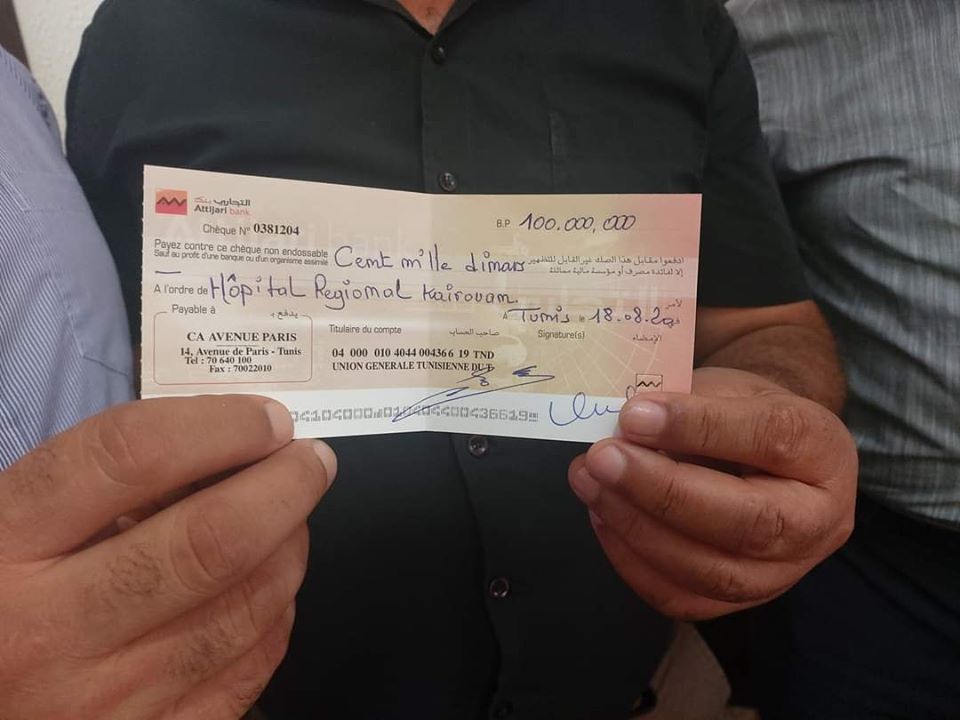 التجاري بنك
Attijari bank
Chèque N° 0381204
B.P 100.000,000
Payez contre ce chèque non endossable
Sauf au profit d'une banque ou d'un organisme assimilé
Cent mille dinars
ادفعوا مقابل هذا الصك غير القابل للتظهير
إلا لفائدة مصرف أو مؤسسة مالية مماثلة
A l'ordre de Hôpital Regional Kairouan.
لأمر
Payable à يدفع بـ
A Tunis le 18.08.20
CA AVENUE PARIS
14, Avenue de Paris - Tunis
Tel : 70 640 100
Fax : 70022010
Titulaire du compte صاحب الحساب
Signature(s) الإمضاء
04 000 010 4044 004366 19 TND
UNION GENERALE TUNISIENNE DU T
04104000 010404400436619